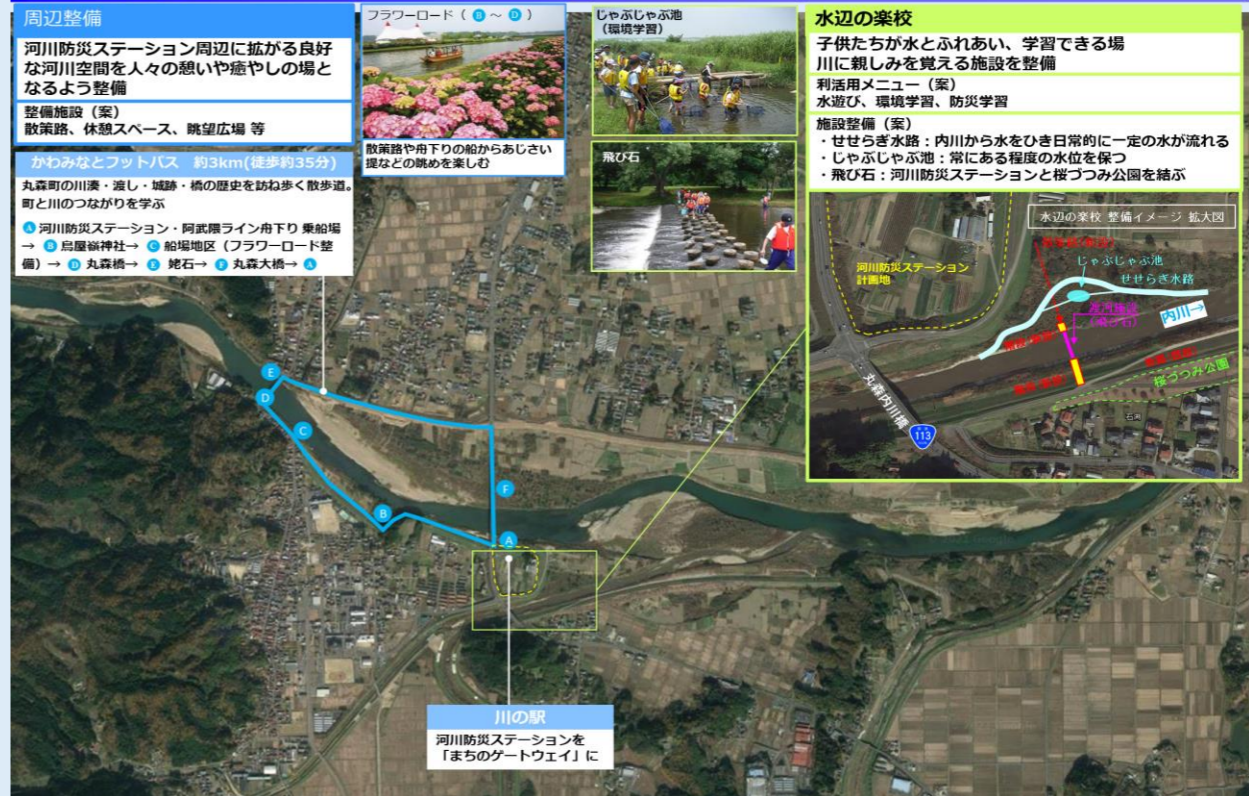 周辺整備
河川防災ステーション周辺に拡がる良好
な河川空間を人々の憩いや癒やしの場と
なるよう整備
整備施設（案）
散策路、休憩スペース、眺望広場 等
かわみなとフットパス 約3km(徒歩約35分)
丸森町の川湊・渡し・城跡・橋の歴史を訪ね歩く散歩道。
町と川のつながりを学ぶ
A 河川防災ステーション・阿武隈ライン舟下り 乗船場
→ B 鳥屋嶺神社→ C 船場地区（フラワーロード整
備）→ D 丸森橋→ E 姥石→ F 丸森大橋→ A
フラワーロード（ B ～ D ）
散策路や舟下りの船からあじさい
堤などの眺めを楽しむ
じゃぶじゃぶ池
（環境学習）
飛び石
水辺の楽校
子供たちが水とふれあい、学習できる場
川に親しみを覚える施設を整備
利活用メニュー（案）
水遊び、環境学習、防災学習
施設整備（案）
・せせらぎ水路：内川から水をひき日常的に一定の水が流れる
・じゃぶじゃぶ池：常にある程度の水位を保つ
・飛び石：河川防災ステーションと桜づつみ公園を結ぶ
水辺の楽校 整備イメージ 拡大図
河川防災ステーション
計画地
じゃぶじゃぶ池
せせらぎ水路
内川→
(飛び石)
桜づつみ公園
丸森内川橋
113
石渕
E
D
C
B
F
A
川の駅
河川防災ステーションを
「まちのゲートウェイ」に